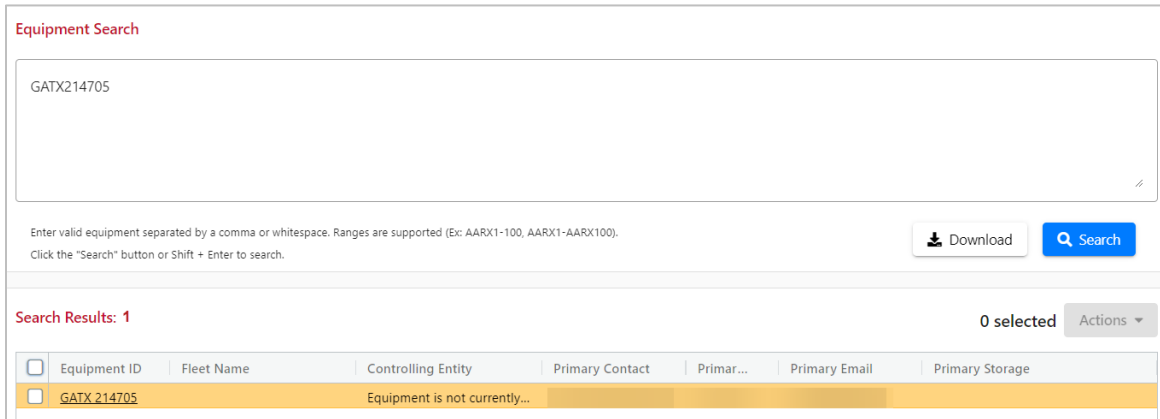 Equipment Search
GATX214705
Enter valid equipment separated by a comma or whitespace. Ranges are supported (Ex: AARX1-100, AARX1-AARX100).
Click the "Search" button or Shift + Enter to search.
Download Search
Search Results: 1
0 selected Actions
Equipment ID Fleet Name Controlling Entity Primary Contact Primar... Primary Email Primary Storage
GATX 214705 Equipment is not currently...